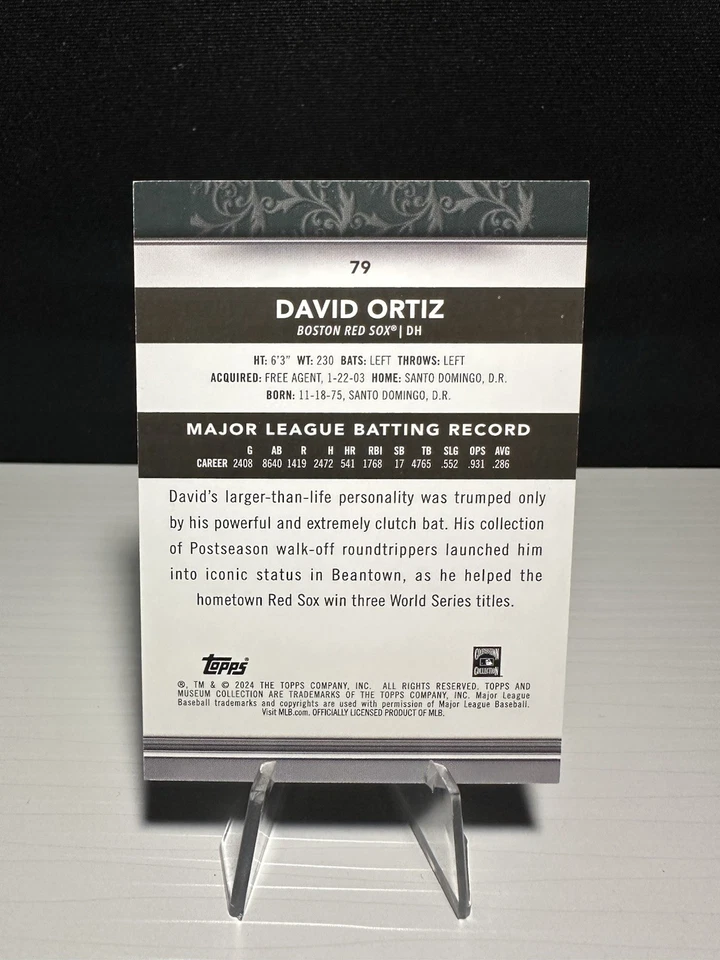 79
DAVID ORTIZ
BOSTON RED SOX® | DH
HT: 6'3" WT: 230 BATS: LEFT THROWS: LEFT
ACQUIRED: FREE AGENT, 1-22-03 HOME: SANTO DOMINGO, D.R.
BORN: 11-18-75, SANTO DOMINGO, D.R.
MAJOR LEAGUE BATTING RECORD
G AB R H HR RBI SB TB SLG OPS AVG
CAREER 2408 8640 1419 2472 541 1768 17 4765 .552 .931 .286
David's larger-than-life personality was trumped only
by his powerful and extremely clutch bat. His collection
of Postseason walk-off roundtrippers launched him
into iconic status in Beantown, as he helped the
hometown Red Sox win three World Series titles.
topps®
COOPERSTOWN
COLLECTION
®, TM & © 2024 THE TOPPS COMPANY, INC. ALL RIGHTS RESERVED. TOPPS AND
MUSEUM COLLECTION ARE TRADEMARKS OF THE TOPPS COMPANY, INC. Major League
Baseball trademarks and copyrights are used with permission of Major League Baseball.
Visit MLB.com. OFFICIALLY LICENSED PRODUCT OF MLB.